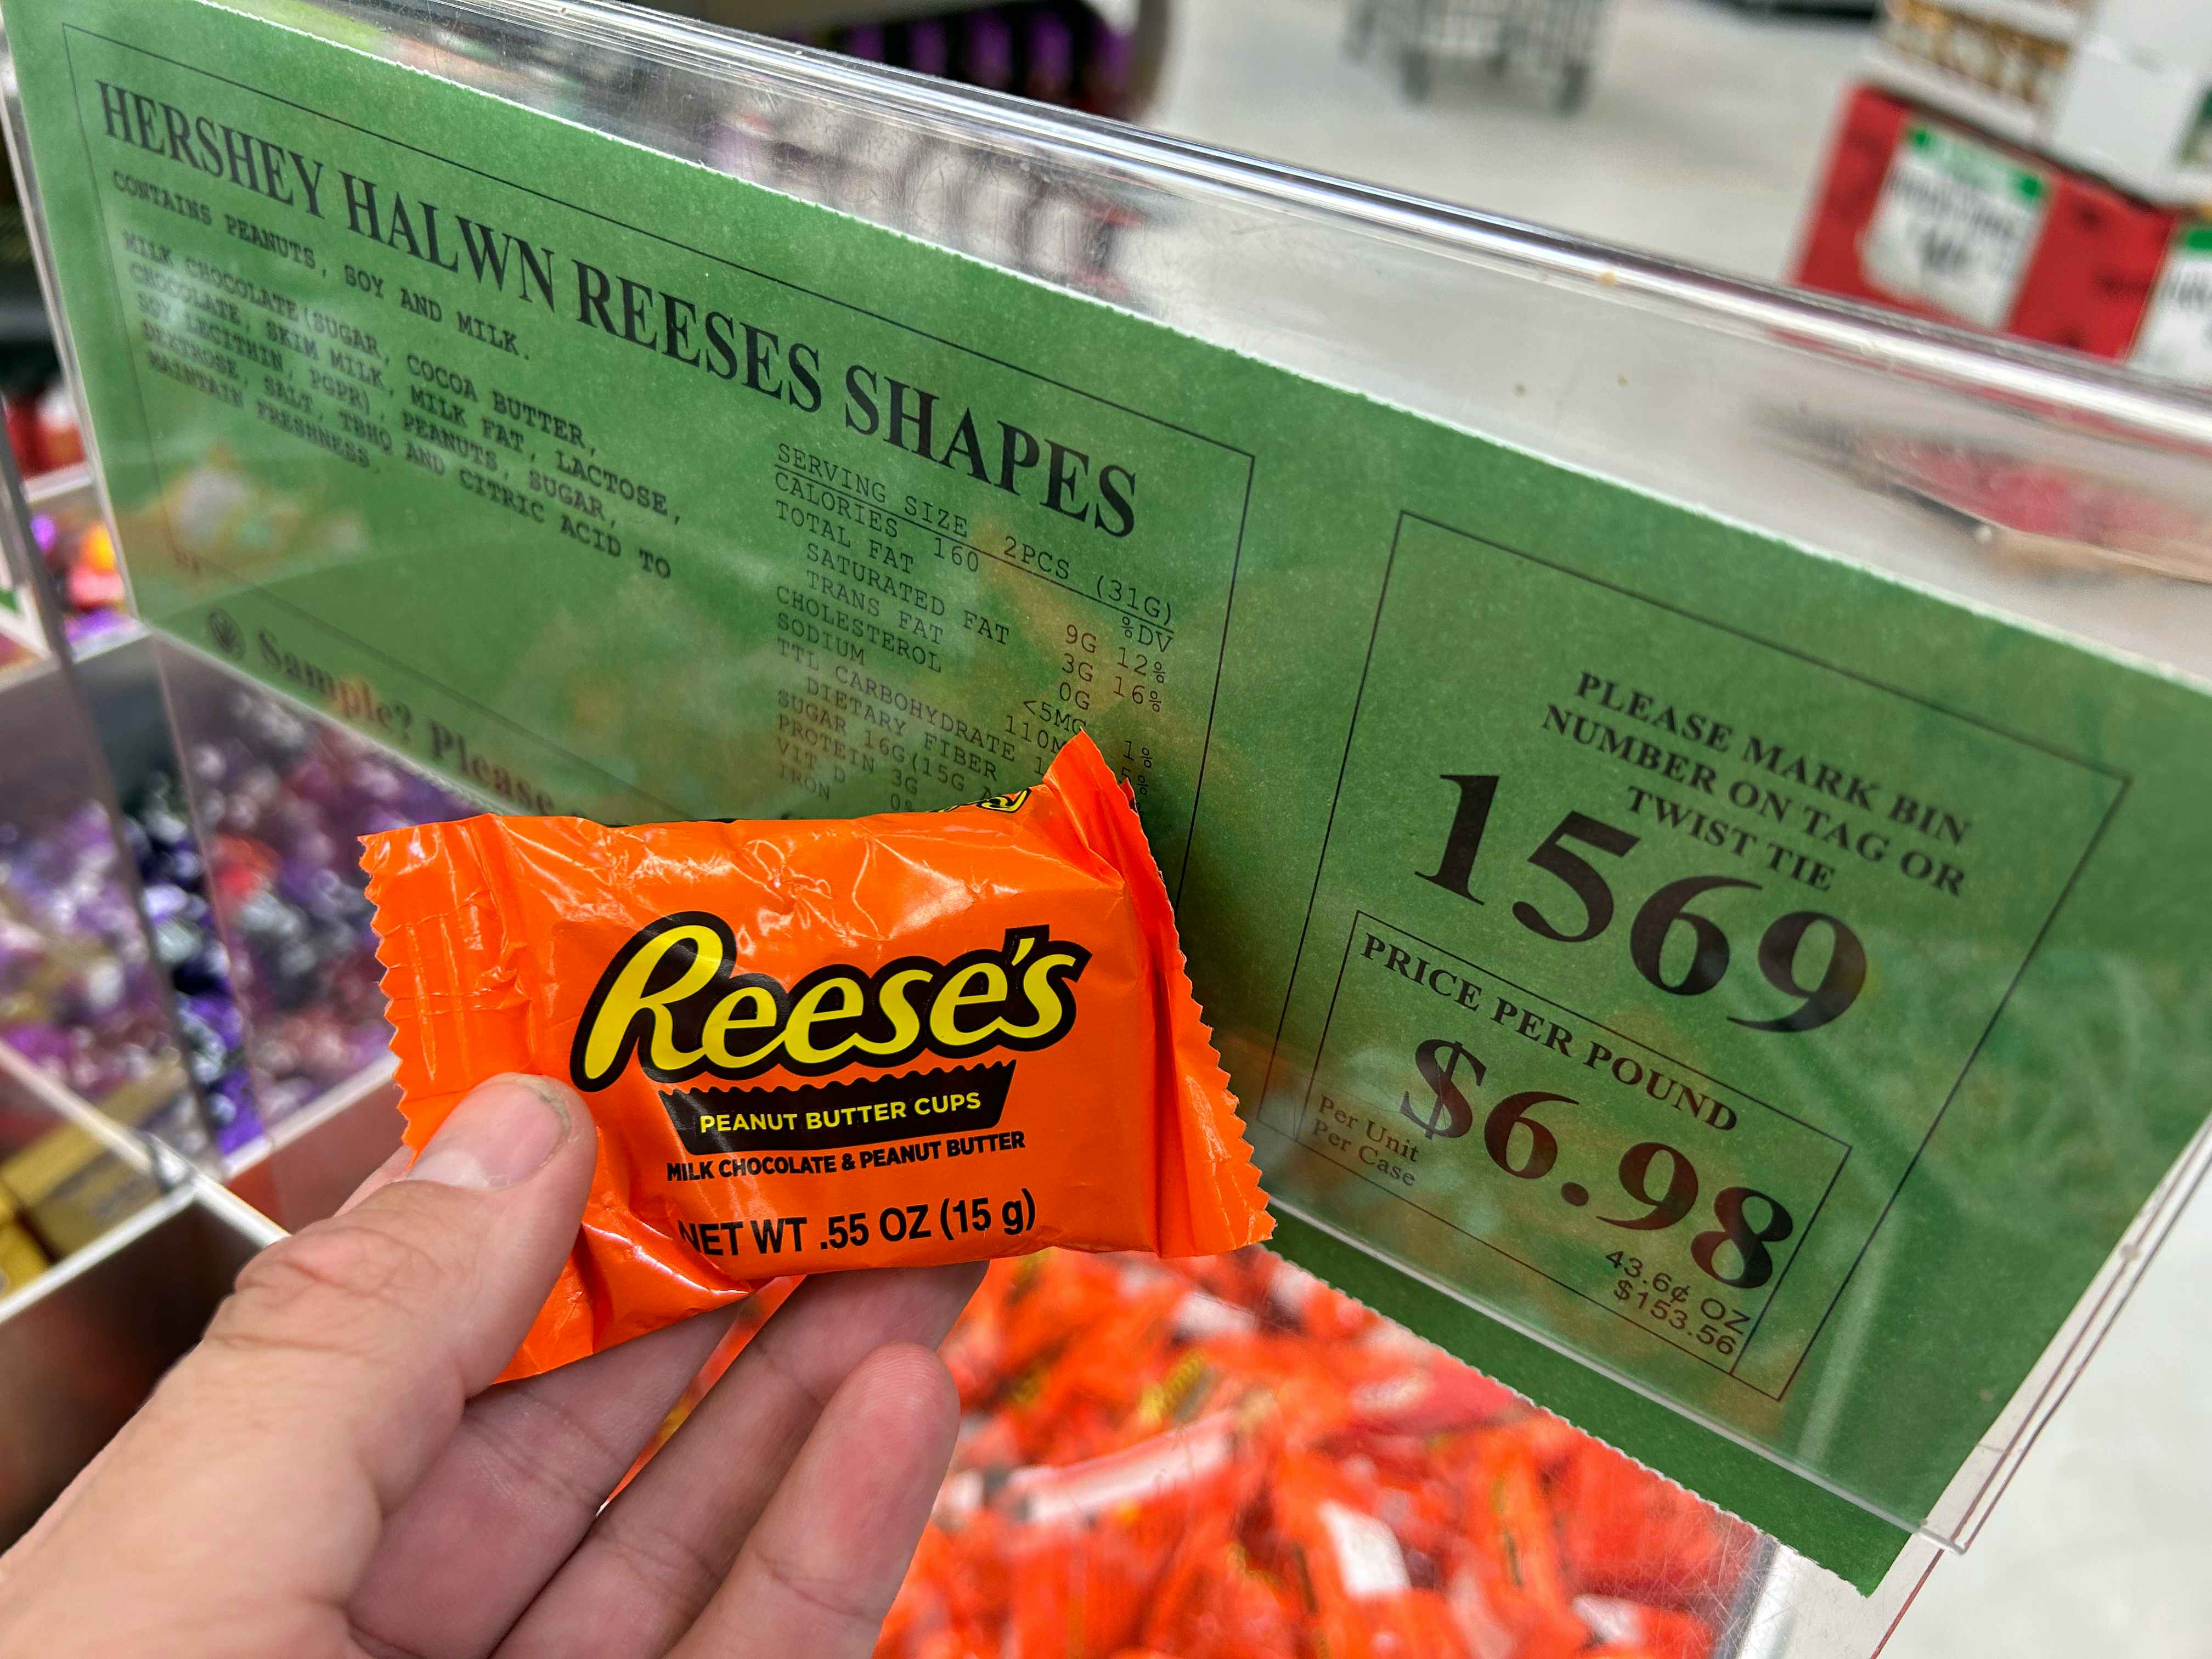 HERSHEY HALWN REESES SHAPES
CONTAINS PEANUTS, SOY AND MILK.
MILK CHOCOLATE(SUGAR, COCOA BUTTER,
CHOCOLATE, SKIM MILK, MILK FAT, LACTOSE,
SOY LECITHIN, PGPR), PEANUTS, SUGAR,
DEXTROSE, SALT, TBHQ AND CITRIC ACID TO
MAINTAIN FRESHNESS.
Sample? Please
SERVING SIZE 2PCS (31G)
CALORIES 160 %DV
TOTAL FAT 9G 12%
SATURATED FAT 3G 16%
TRANS FAT 0G
CHOLESTEROL <5MG 1%
SODIUM 110M 5%
TTL CARBOHYDRATE
DIETARY FIBER
SUGAR 16G(15G
PROTEIN 3G
VIT D
IRON
PLEASE MARK BIN
NUMBER ON TAG OR
TWIST TIE
1569
PRICE PER POUND
$6.98
Per Unit
Per Case
43.6¢ OZ
$153.56
Reese's
PEANUT BUTTER CUPS
MILK CHOCOLATE & PEANUT BUTTER
NET WT .55 OZ (15 g)